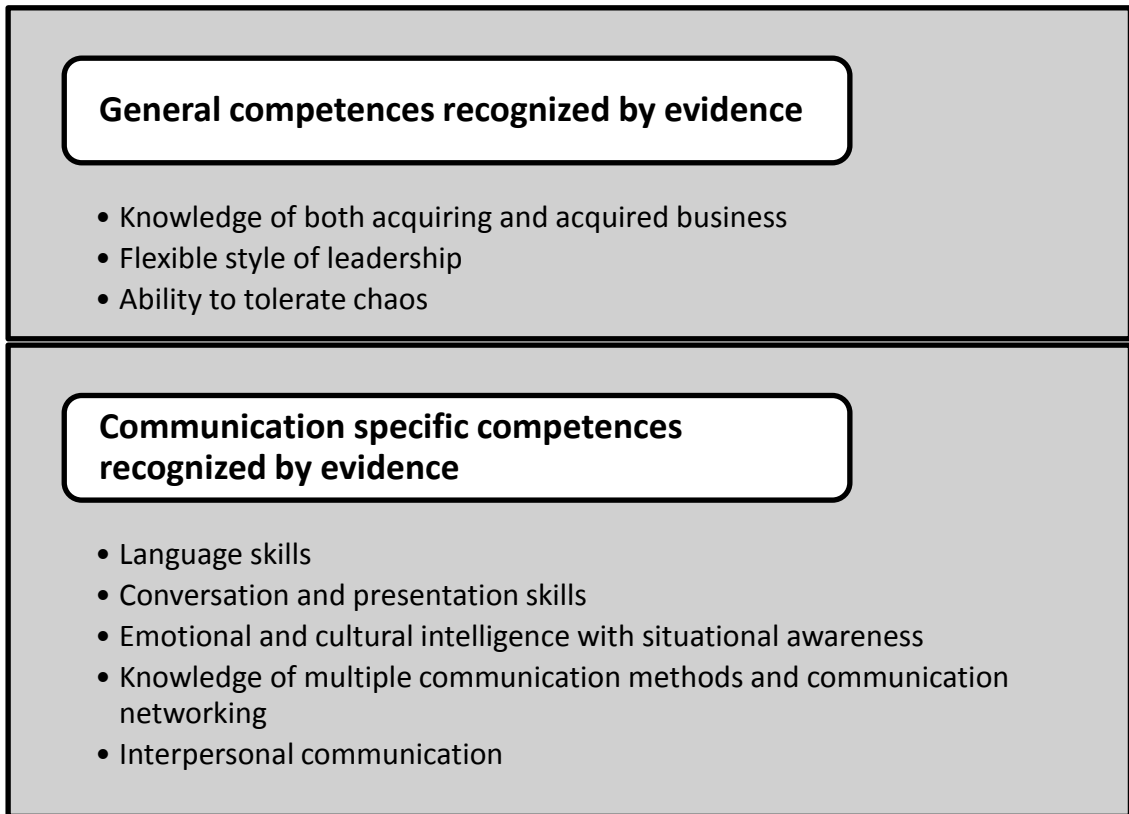 General competences recognized by evidence
• Knowledge of both acquiring and acquired business
• Flexible style of leadership
• Ability to tolerate chaos
Communication specific competences
recognized by evidence
• Language skills
• Conversation and presentation skills
• Emotional and cultural intelligence with situational awareness
• Knowledge of multiple communication methods and communication
networking
• Interpersonal communication